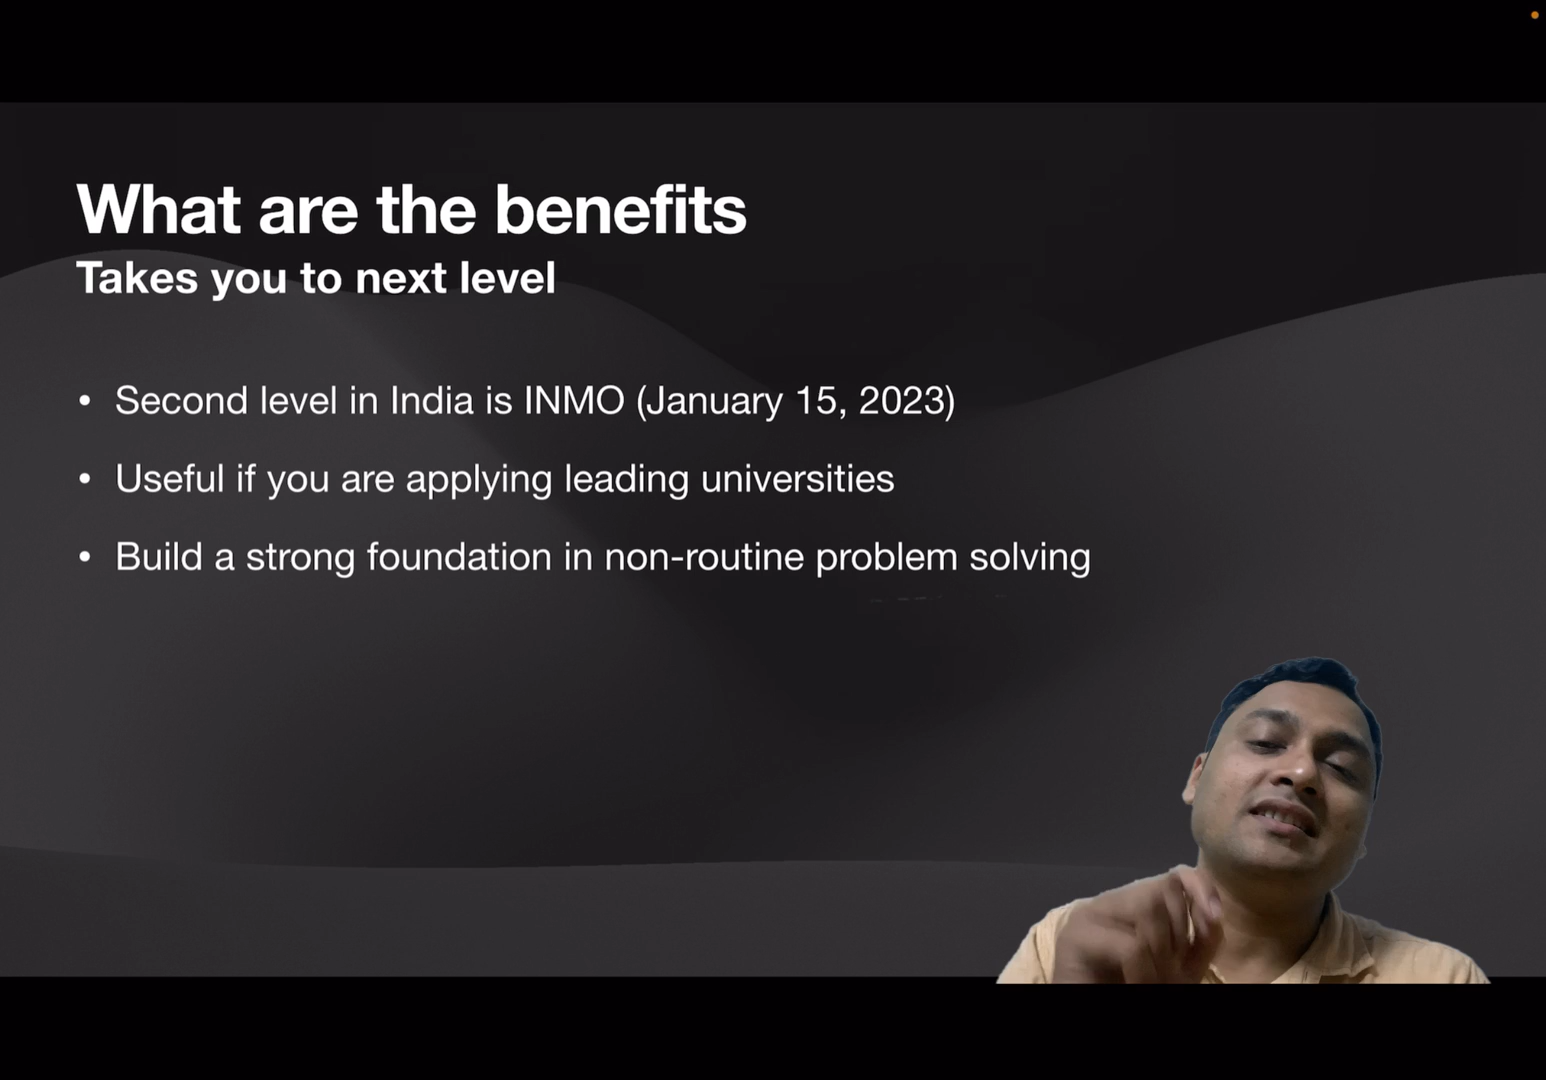 What are the benefits
Takes you to next level
• Second level in India is INMO (January 15, 2023)
• Useful if you are applying leading universities
• Build a strong foundation in non-routine problem solving